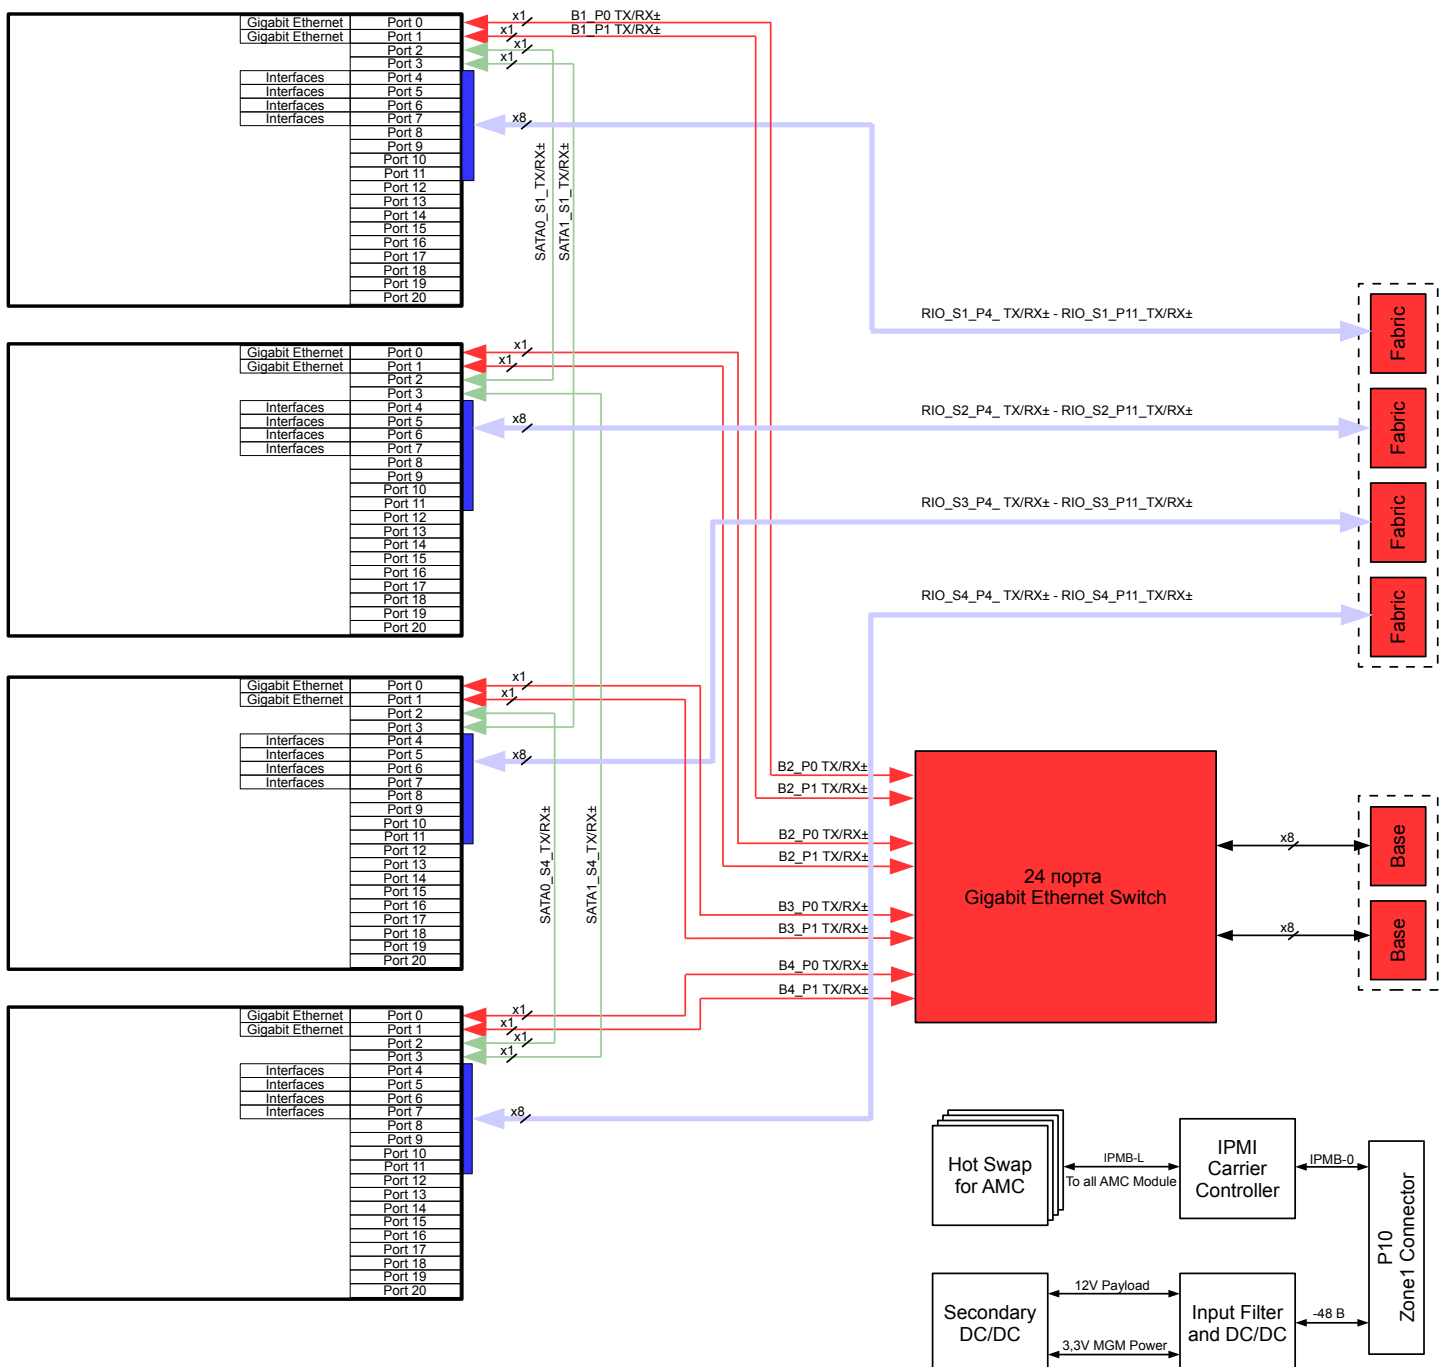 Gigabit Ethernet Port 0 x1 B1_P0 TX/RX±
Gigabit Ethernet Port 1 x1 B1_P1 TX/RX±
Port 2 x1
Port 3 x1
Interfaces Port 4
Interfaces Port 5
Interfaces Port 6
Interfaces Port 7 x8
Port 8
Port 9
Port 10
Port 11
Port 12
Port 13
Port 14
Port 15
Port 16
Port 17
Port 18
Port 19
Port 20
SATA0_S1_TX/RX±
SATA1_S1_TX/RX±
RIO_S1_P4_ TX/RX± - RIO_S1_P11_TX/RX±
Fabric
Gigabit Ethernet Port 0 x1
Gigabit Ethernet Port 1 x1
Port 2
Port 3
Interfaces Port 4
Interfaces Port 5
Interfaces Port 6
Interfaces Port 7
Port 8
Port 9
Port 10
Port 11
Port 12
Port 13
Port 14
Port 15
Port 16
Port 17
Port 18
Port 19
Port 20
x8
RIO_S2_P4_ TX/RX± - RIO_S2_P11_TX/RX±
Fabric
RIO_S3_P4_ TX/RX± - RIO_S3_P11_TX/RX±
Fabric
RIO_S4_P4_ TX/RX± - RIO_S4_P11_TX/RX±
Fabric
Gigabit Ethernet Port 0 x1
Gigabit Ethernet Port 1 x1
Port 2
Port 3
Interfaces Port 4
Interfaces Port 5
Interfaces Port 6
Interfaces Port 7
Port 8
Port 9
Port 10
Port 11
Port 12
Port 13
Port 14
Port 15
Port 16
Port 17
Port 18
Port 19
Port 20
x8
SATA0_S4_TX/RX±
SATA1_S4_TX/RX±
B2_P0 TX/RX±
B2_P1 TX/RX±
B2_P0 TX/RX±
B2_P1 TX/RX±
B3_P0 TX/RX±
B3_P1 TX/RX±
B4_P0 TX/RX±
B4_P1 TX/RX±
24 порта
Gigabit Ethernet Switch
x8
Base
x8
Base
Gigabit Ethernet Port 0 x1
Gigabit Ethernet Port 1 x1
Port 2 x1
Port 3 x1
Interfaces Port 4
Interfaces Port 5
Interfaces Port 6
Interfaces Port 7 x8
Port 8
Port 9
Port 10
Port 11
Port 12
Port 13
Port 14
Port 15
Port 16
Port 17
Port 18
Port 19
Port 20
Hot Swap
for AMC
IPMB-L
To all AMC Module
IPMI
Carrier
Controller
IPMB-0
P10
Zone1 Connector
Secondary
DC/DC
12V Payload
3,3V MGM Power
Input Filter
and DC/DC
-48 B